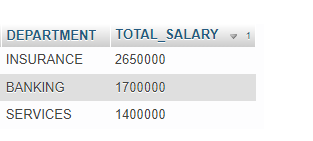 DEPARTMENT TOTAL_SALARY 1
INSURANCE 2650000
BANKING 1700000
SERVICES 1400000